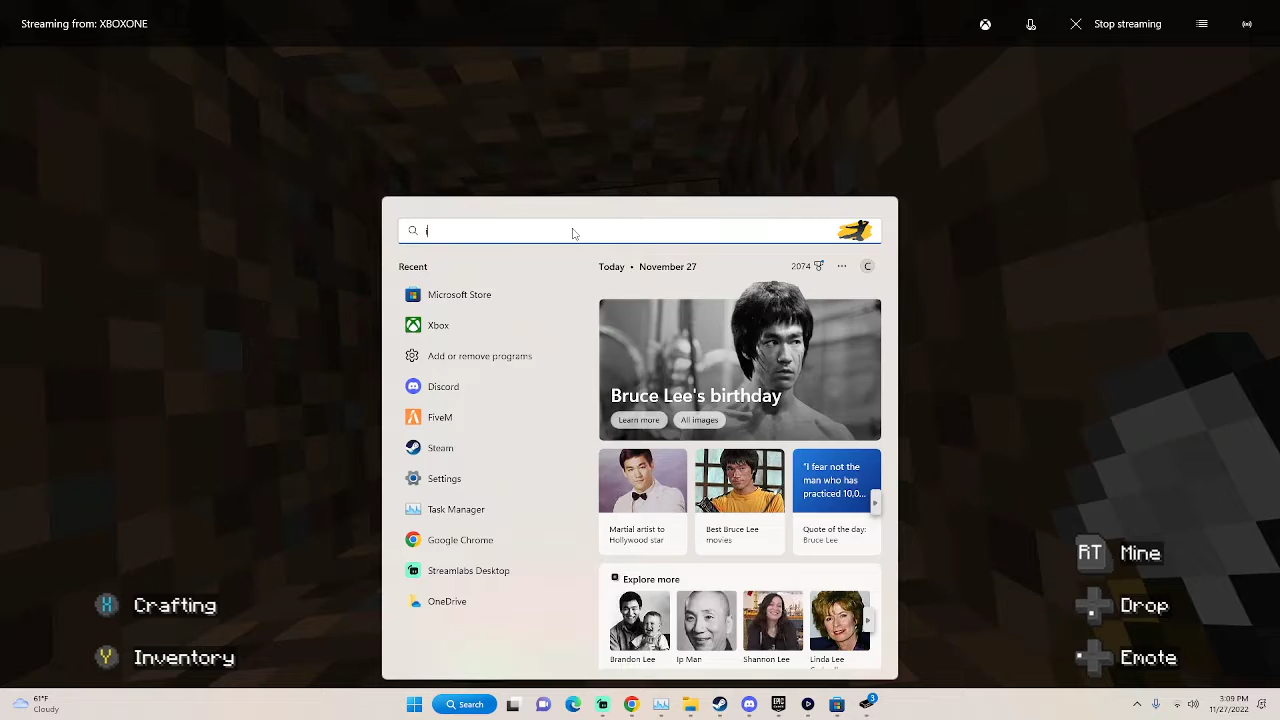 Streaming from: XBOXONE
Stop streaming
Recent
Today • November 27
2074
C
Microsoft Store
Xbox
Add or remove programs
Discord
FiveM
Steam
Settings
Task Manager
Google Chrome
Streamlabs Desktop
OneDrive
Bruce Lee's birthday
Learn more
All images
Martial artist to
Hollywood star
Best Bruce Lee
movies
"I fear not the
man who has
practiced 10,0...
Quote of the day:
Bruce Lee
Explore more
Brandon Lee
Ip Man
Shannon Lee
Linda Lee
X Crafting
Y Inventory
RT Mine
Drop
Emote
61°F
Cloudy
Search
3
3:09 PM
11/27/2022